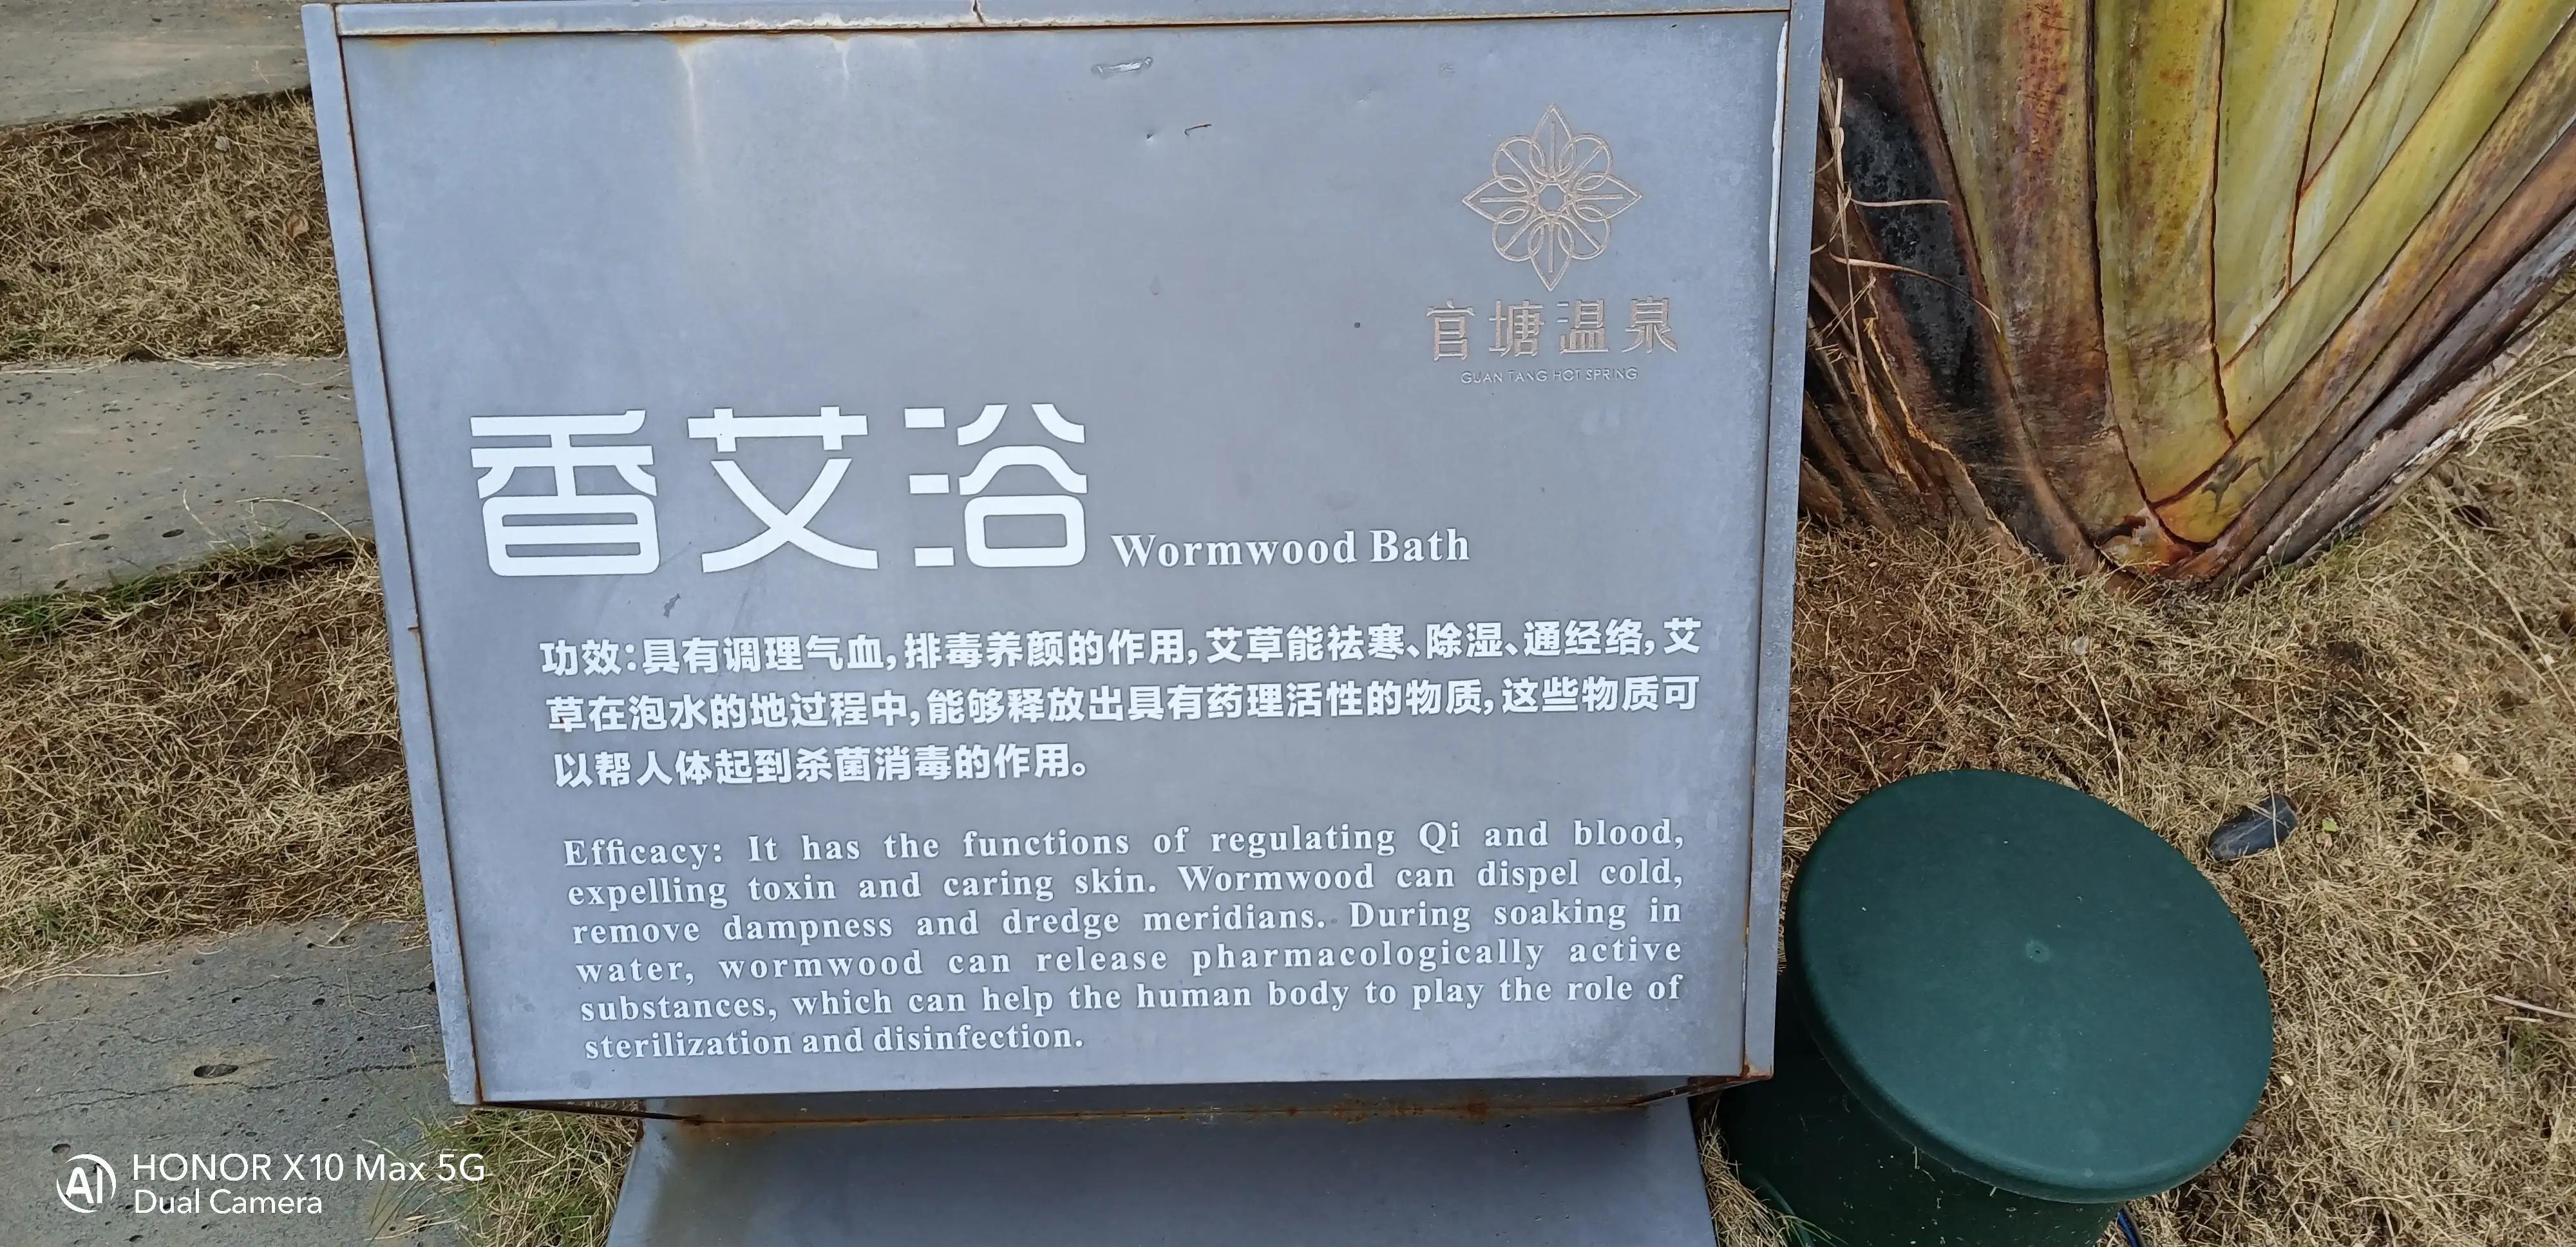 官塘温泉
GUAN TANG HOT SPRING
香艾浴 Wormwood Bath
功效：具有调理气血，排毒养颜的作用，艾草能祛寒、除湿、通经络，艾
草在泡水的地过程中，能够释放出具有药理活性的物质，这些物质可
以帮人体起到杀菌消毒的作用。
Efficacy: It has the functions of regulating Qi and blood,
expelling toxin and caring skin. Wormwood can dispel cold,
remove dampness and dredge meridians. During soaking in
water, wormwood can release pharmacologically active
substances, which can help the human body to play the role of
sterilization and disinfection.
AI HONOR X10 Max 5G
Dual Camera